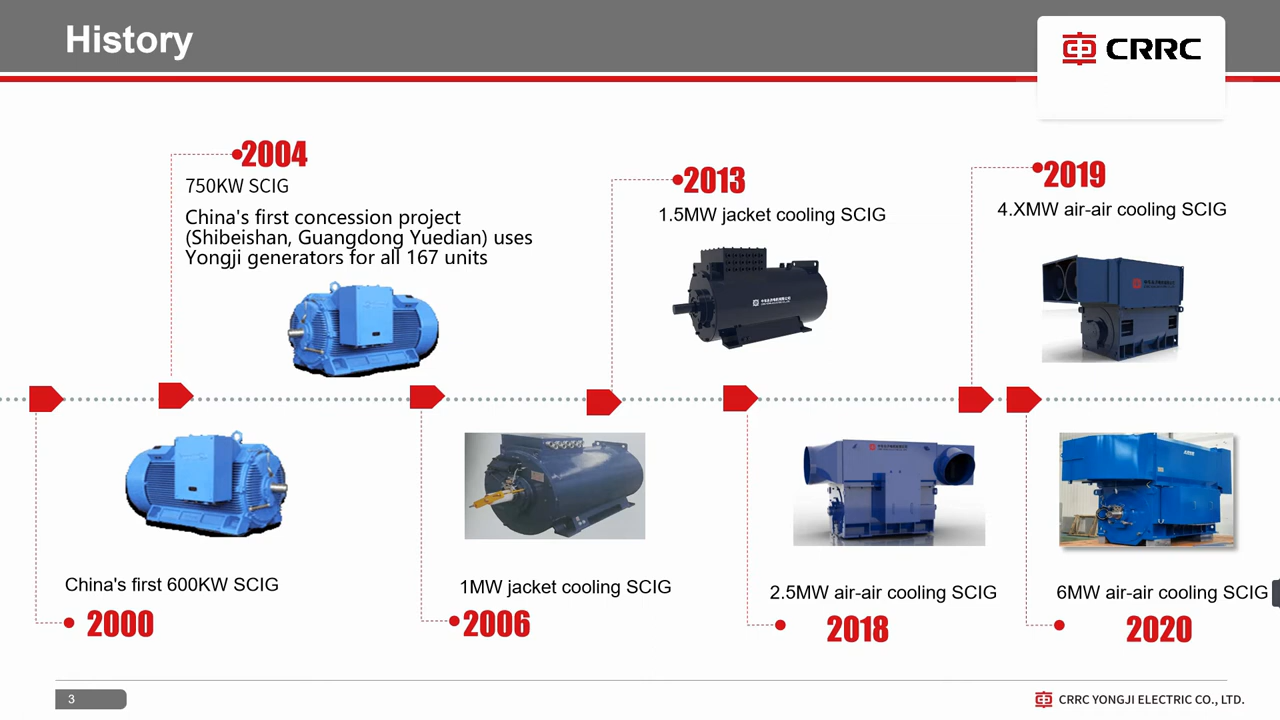 History
CRRC
2004
750KW SCIG
China's first concession project
(Shibeishan, Guangdong Yuedian) uses
Yongji generators for all 167 units
2013
1.5MW jacket cooling SCIG
2019
4.XMW air-air cooling SCIG
China's first 600KW SCIG
2000
1MW jacket cooling SCIG
2006
2.5MW air-air cooling SCIG
2018
6MW air-air cooling SCIG
2020
3
CRRC YONGJI ELECTRIC CO., LTD.